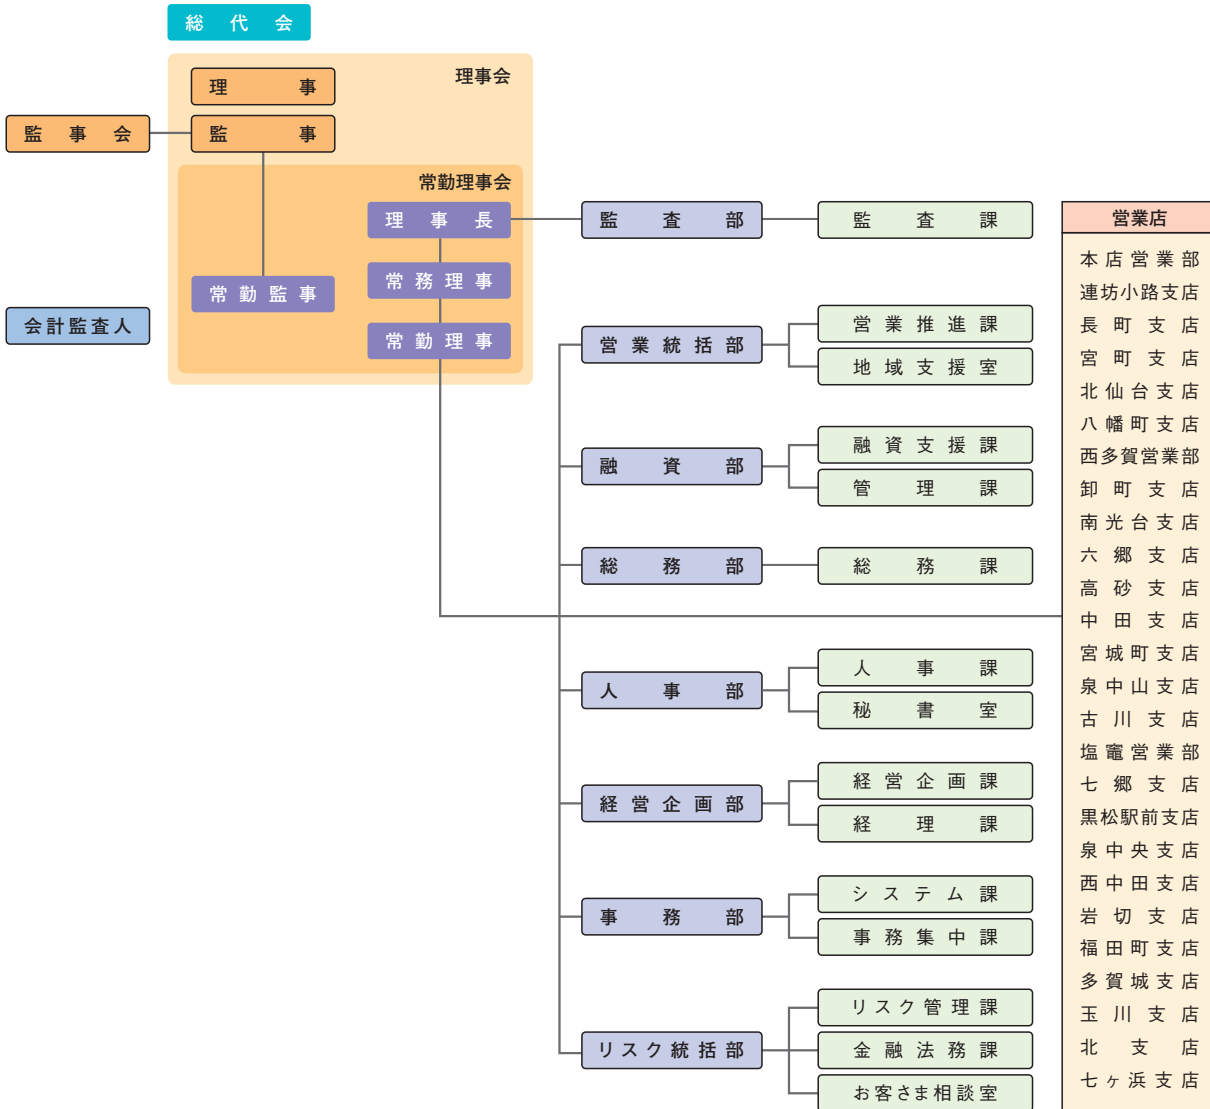 総代会
理事会
理事
監事会
監事
常勤理事会
理事長
常務理事
常勤監事
常勤理事
会計監査人
監査部
監査課
営業統括部
営業推進課
地域支援室
融資部
融資支援課
管理課
総務部
総務課
人事部
人事課
秘書室
経営企画部
経営企画課
経理課
事務部
システム課
事務集中課
リスク統括部
リスク管理課
金融法務課
お客さま相談室
営業店
本店営業部
連坊小路支店
長町支店
宮町支店
北仙台支店
八幡町支店
西多賀営業部
卸町支店
南光台支店
六郷支店
高砂支店
中田支店
宮城町支店
泉中山支店
古川支店
塩竈営業部
七郷支店
黒松駅前支店
泉中央支店
西中田支店
岩切支店
福田町支店
多賀城支店
玉川支店
北支店
七ヶ浜支店